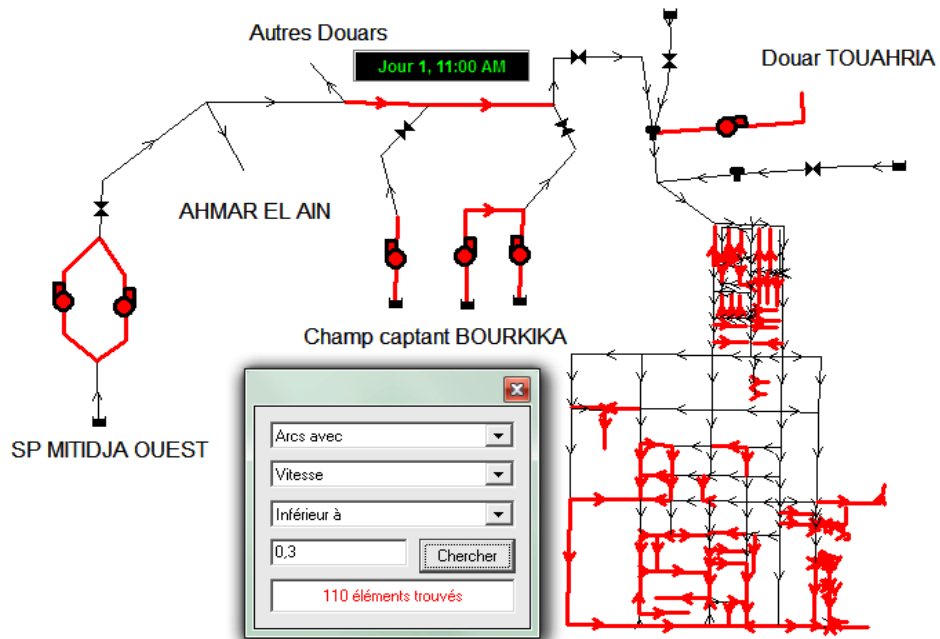 Autres Douars
Jour 1, 11:00 AM
Douar TOUAHRIA
AHMAR EL AIN
Champ captant BOURKIKA
SP MITIDJA OUEST
Arcs avec
Vitesse
Inférieur à
0,3
Chercher
110 éléments trouvés